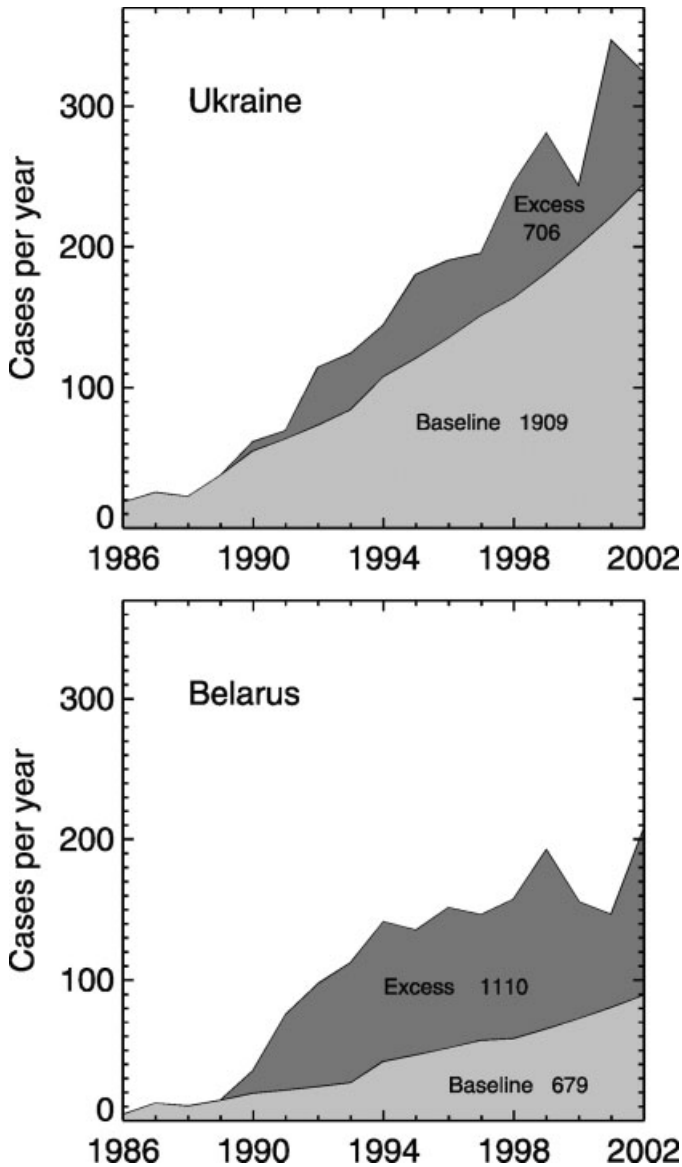 Ukraine
Cases per year
300
200
100
0
Excess
706
Baseline 1909
1986 1990 1994 1998 2002
Belarus
Cases per year
300
200
100
0
Excess 1110
Baseline 679
1986 1990 1994 1998 2002